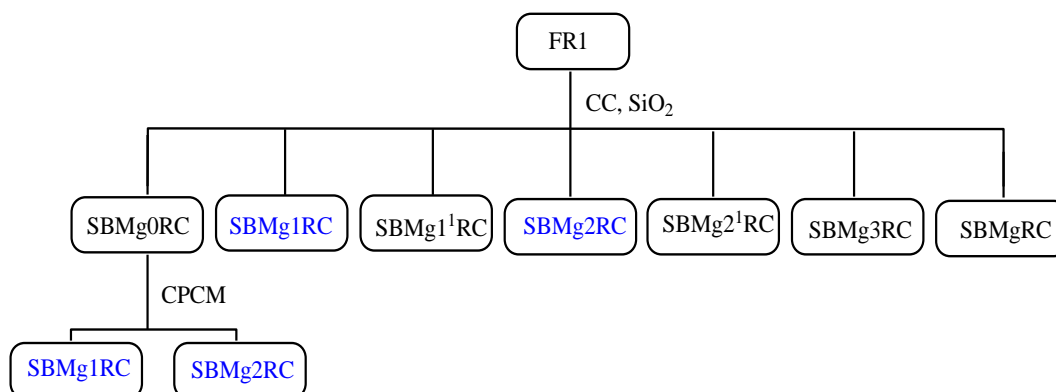 FR1
CC, SiO₂
SBMg0RC
SBMg1RC
SBMg1¹RC
SBMg2RC
SBMg2¹RC
SBMg3RC
SBMgRC
CPCM
SBMg1RC
SBMg2RC